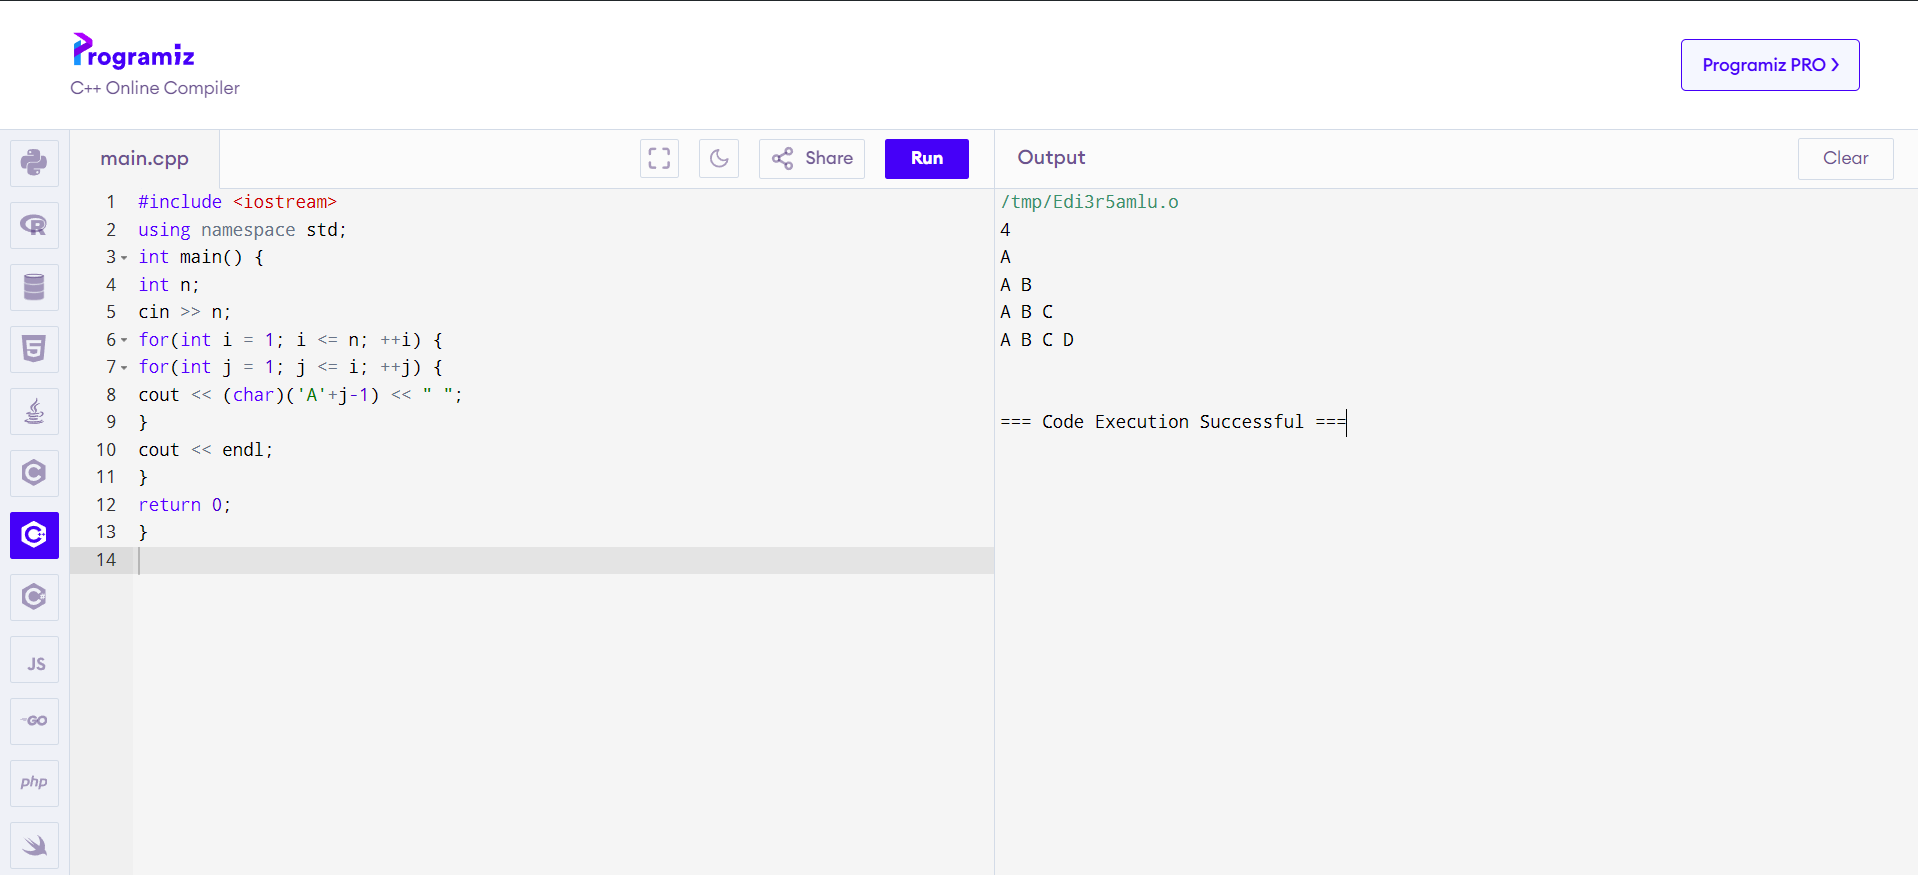 Programiz
C++ Online Compiler
Programiz PRO >
main.cpp
Share
Run
Output
Clear
1 #include <iostream>
2 using namespace std;
3 int main() {
4 int n;
5 cin >> n;
6 for(int i = 1; i <= n; ++i) {
7 for(int j = 1; j <= i; ++j) {
8 cout << (char)('A'+j-1) << " ";
9 }
10 cout << endl;
11 }
12 return 0;
13 }
14
/tmp/Edi3r5amlu.o
4
A
A B
A B C
A B C D
=== Code Execution Successful ===
R
5
C
C++
C#
JS
GO
php